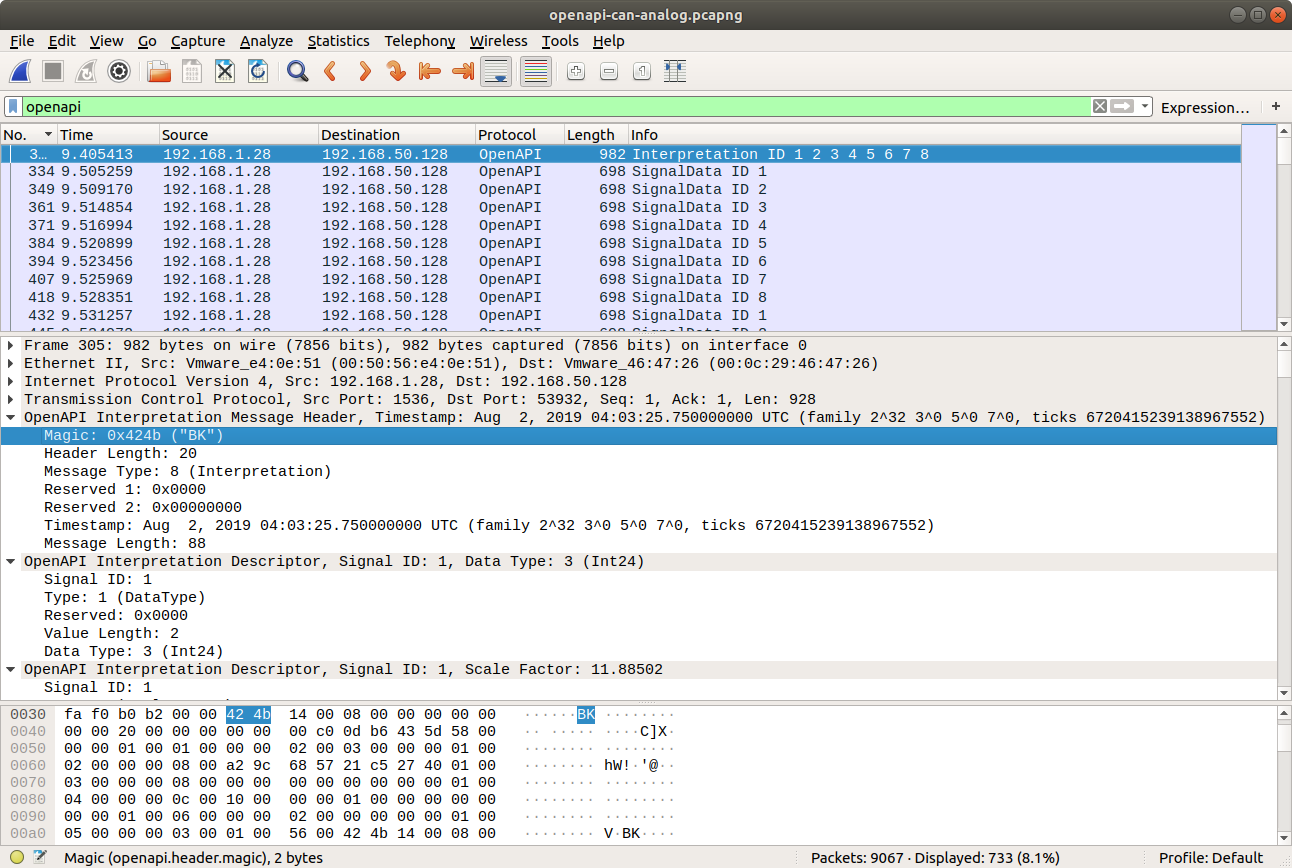 openapi-can-analog.pcapng
File Edit View Go Capture Analyze Statistics Telephony Wireless Tools Help
openapi Expression… +
No. Time Source Destination Protocol Length Info
3… 9.405413 192.168.1.28 192.168.50.128 OpenAPI 982 Interpretation ID 1 2 3 4 5 6 7 8
334 9.505259 192.168.1.28 192.168.50.128 OpenAPI 698 SignalData ID 1
349 9.509170 192.168.1.28 192.168.50.128 OpenAPI 698 SignalData ID 2
361 9.514854 192.168.1.28 192.168.50.128 OpenAPI 698 SignalData ID 3
371 9.516994 192.168.1.28 192.168.50.128 OpenAPI 698 SignalData ID 4
384 9.520899 192.168.1.28 192.168.50.128 OpenAPI 698 SignalData ID 5
394 9.523456 192.168.1.28 192.168.50.128 OpenAPI 698 SignalData ID 6
407 9.525969 192.168.1.28 192.168.50.128 OpenAPI 698 SignalData ID 7
418 9.528351 192.168.1.28 192.168.50.128 OpenAPI 698 SignalData ID 8
432 9.531257 192.168.1.28 192.168.50.128 OpenAPI 698 SignalData ID 1
Frame 305: 982 bytes on wire (7856 bits), 982 bytes captured (7856 bits) on interface 0
Ethernet II, Src: Vmware_e4:0e:51 (00:50:56:e4:0e:51), Dst: Vmware_46:47:26 (00:0c:29:46:47:26)
Internet Protocol Version 4, Src: 192.168.1.28, Dst: 192.168.50.128
Transmission Control Protocol, Src Port: 1536, Dst Port: 53932, Seq: 1, Ack: 1, Len: 928
OpenAPI Interpretation Message Header, Timestamp: Aug  2, 2019 04:03:25.750000000 UTC (family 2^32 3^0 5^0 7^0, ticks 6720415239138967552)
Magic: 0x424b ("BK")
Header Length: 20
Message Type: 8 (Interpretation)
Reserved 1: 0x0000
Reserved 2: 0x00000000
Timestamp: Aug  2, 2019 04:03:25.750000000 UTC (family 2^32 3^0 5^0 7^0, ticks 6720415239138967552)
Message Length: 88
OpenAPI Interpretation Descriptor, Signal ID: 1, Data Type: 3 (Int24)
Signal ID: 1
Type: 1 (DataType)
Reserved: 0x0000
Value Length: 2
Data Type: 3 (Int24)
OpenAPI Interpretation Descriptor, Signal ID: 1, Scale Factor: 11.88502
Signal ID: 1
0030 fa f0 b0 b2 00 00 42 4b 14 00 08 00 00 00 00 00 ······BK ········
0040 00 00 20 00 00 00 00 00 00 c0 0d b6 43 5d 58 00 ·· ····· ····C]X·
0050 00 00 01 00 01 00 00 00 02 00 03 00 00 00 01 00 ········ ········
0060 02 00 00 00 08 00 a2 9c 68 57 21 c5 27 40 01 00 ········ hW!·'@··
0070 03 00 00 00 08 00 00 00 00 00 00 00 00 00 01 00 ········ ········
0080 04 00 00 00 0c 00 10 00 00 00 01 00 00 00 00 00 ········ ········
0090 00 00 01 00 06 00 00 00 02 00 00 00 00 00 01 00 ········ ········
00a0 05 00 00 00 03 00 01 00 56 00 42 4b 14 00 08 00 ········ V·BK····
Magic (openapi.header.magic), 2 bytes Packets: 9067 · Displayed: 733 (8.1%) Profile: Default